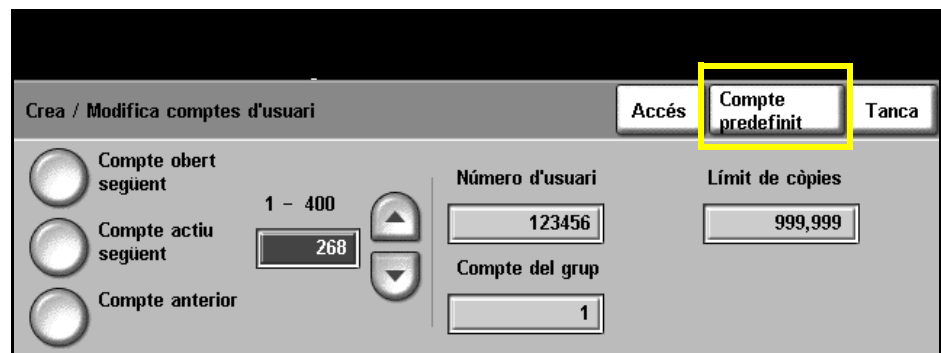 Crea / Modifica comptes d'usuari
Accés
Compte
predefinit
Tanca
Compte obert
següent
Compte actiu
següent
Compte anterior
1 - 400
268
Número d'usuari
123456
Compte del grup
1
Límit de còpies
999,999